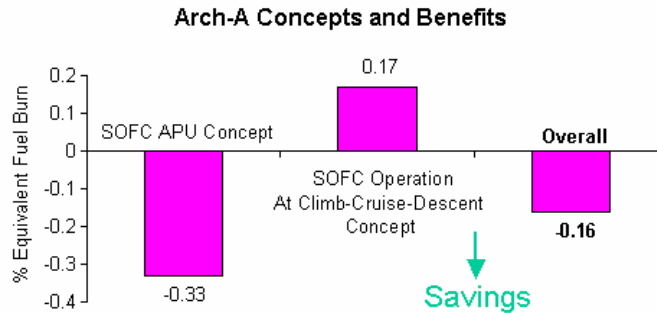 Arch-A Concepts and Benefits
% Equivalent Fuel Burn
0.2
0.1
0
-0.1
-0.2
-0.3
-0.4
SOFC APU Concept
-0.33
0.17
SOFC Operation
At Climb-Cruise-Descent
Concept
Overall
-0.16
Savings